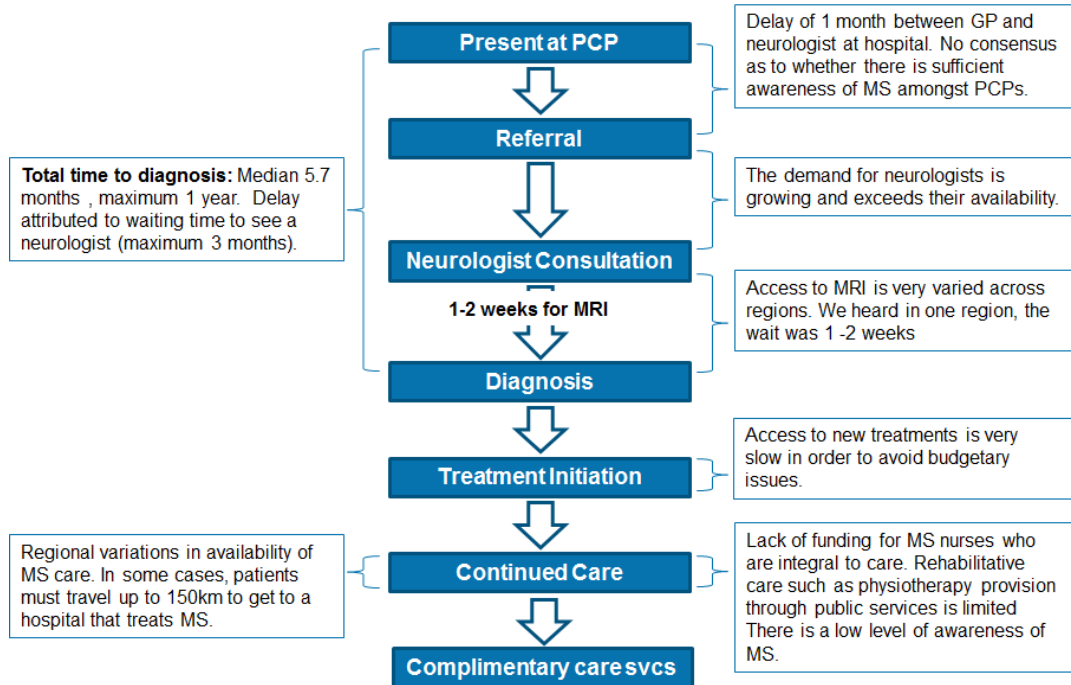 Present at PCP
Delay of 1 month between GP and
neurologist at hospital. No consensus
as to whether there is sufficient
awareness of MS amongst PCPs.
Referral
Total time to diagnosis: Median 5.7
months , maximum 1 year.  Delay
attributed to waiting time to see a
neurologist (maximum 3 months).
The demand for neurologists is
growing and exceeds their availability.
Neurologist Consultation
1-2 weeks for MRI
Access to MRI is very varied across
regions. We heard in one region, the
wait was 1 -2 weeks
Diagnosis
Treatment Initiation
Access to new treatments is very
slow in order to avoid budgetary
issues.
Regional variations in availability of
MS care. In some cases, patients
must travel up to 150km to get to a
hospital that treats MS.
Continued Care
Lack of funding for MS nurses who
are integral to care. Rehabilitative
care such as physiotherapy provision
through public services is limited
There is a low level of awareness of
MS.
Complimentary care svcs